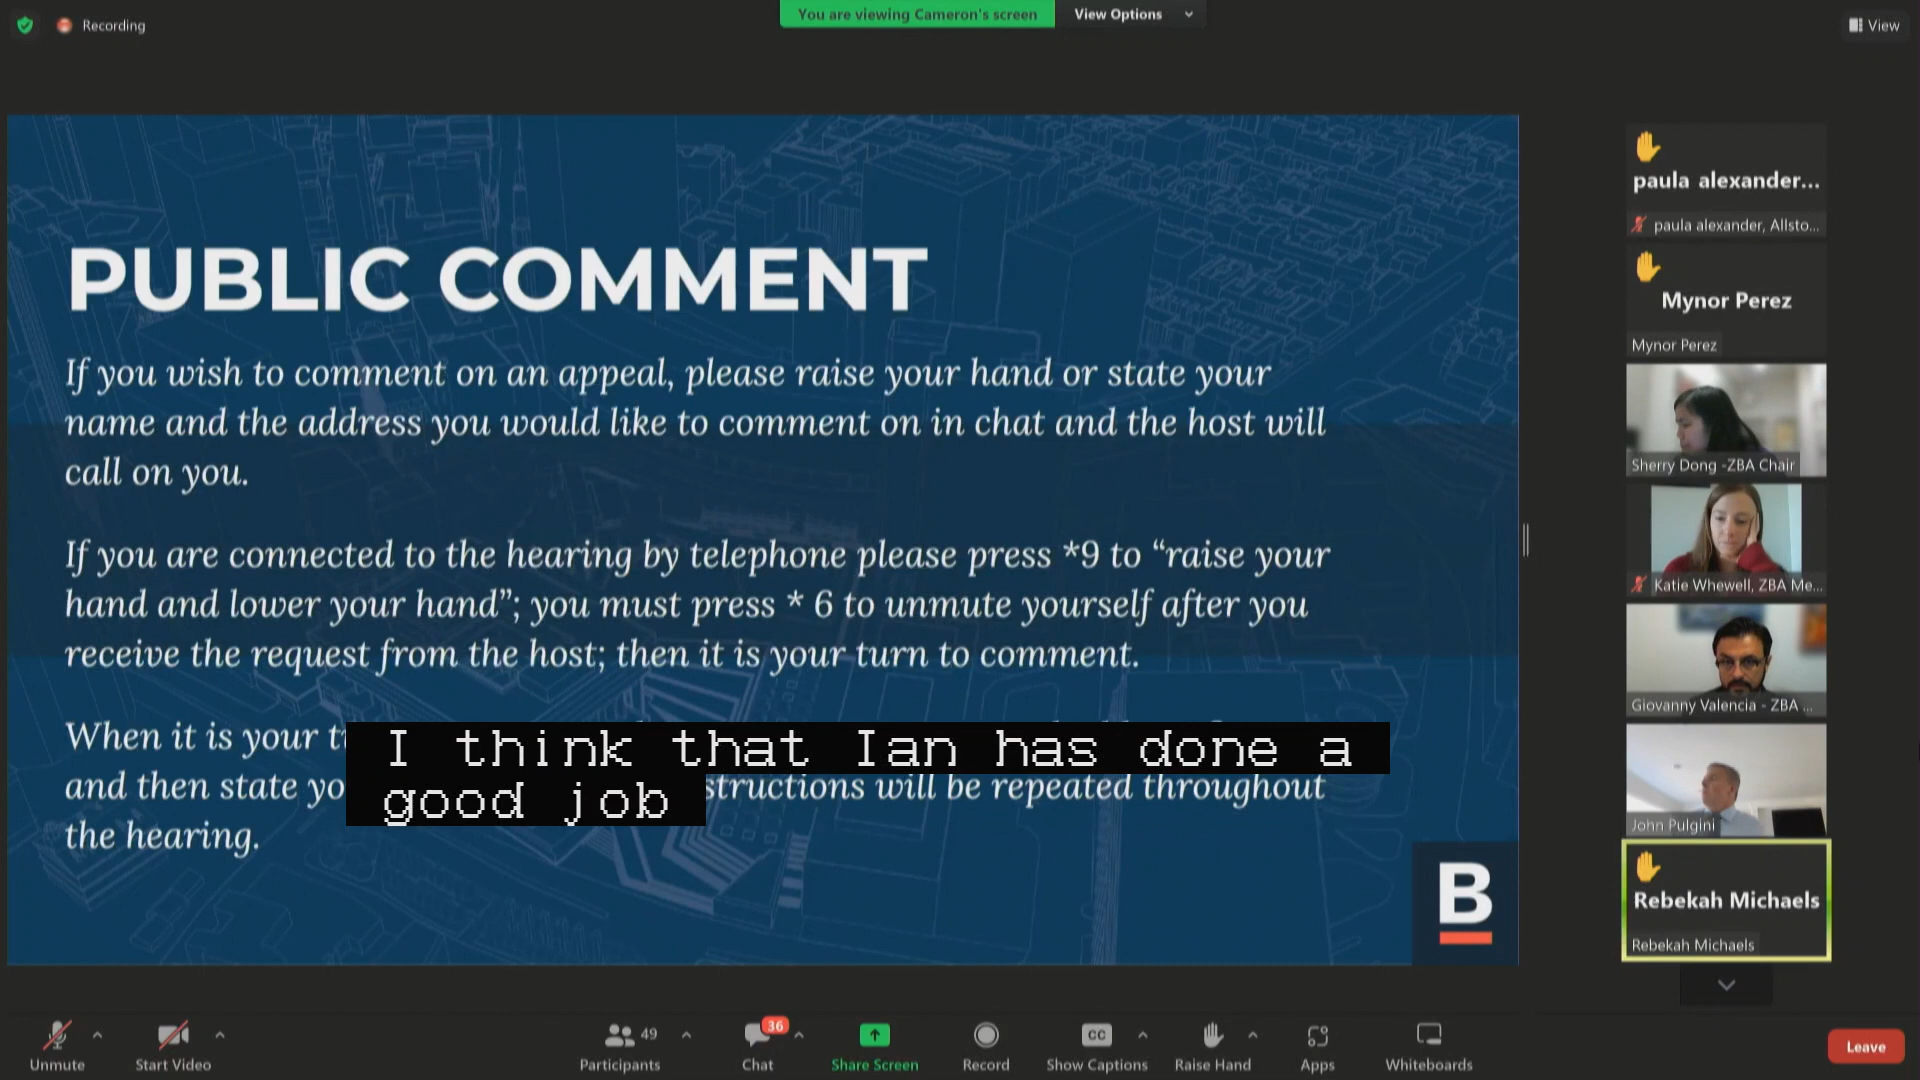 Recording
You are viewing Cameron's screen
View Options
View
PUBLIC COMMENT
If you wish to comment on an appeal, please raise your hand or state your
name and the address you would like to comment on in chat and the host will
call on you.
If you are connected to the hearing by telephone please press *9 to “raise your
hand and lower your hand”; you must press * 6 to unmute yourself after you
receive the request from the host; then it is your turn to comment.
When it is your
and then state structions will be repeated throughout
the hearing.
I think that Ian has done a
good job
B
paula alexander...
paula alexander, Allsto...
Mynor Perez
Mynor Perez
Sherry Dong -ZBA Chair
Katie Whewell, ZBA Me...
Giovanny Valencia - ZBA ...
John Pulgini
Rebekah Michaels
Rebekah Michaels
Unmute
Start Video
49
Participants
36
Chat
Share Screen
Record
CC
Show Captions
Raise Hand
Apps
Whiteboards
Leave